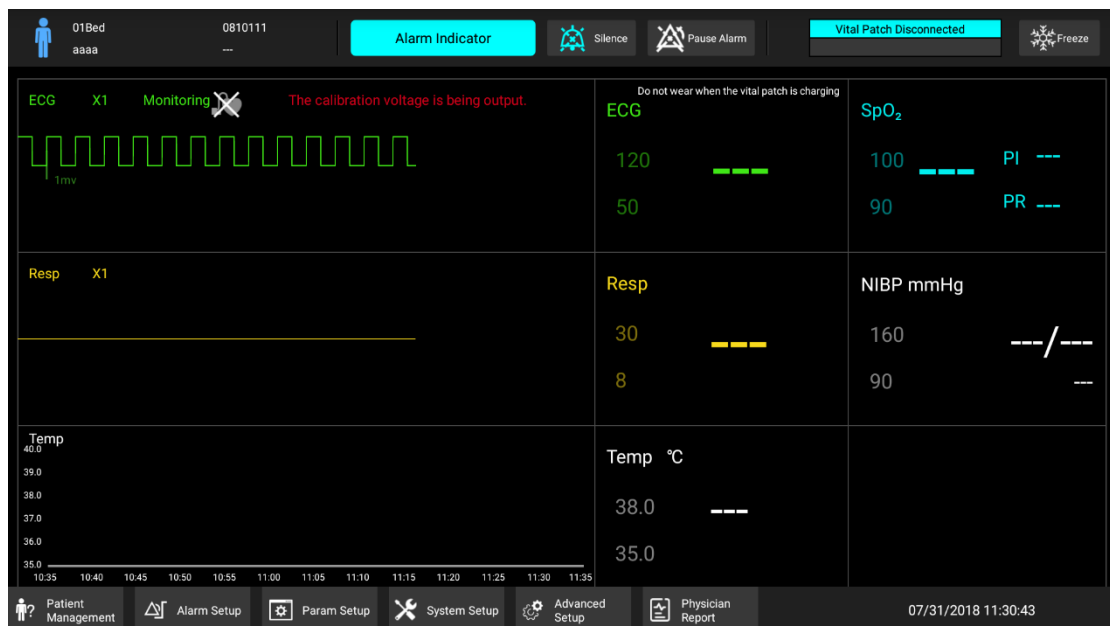 01Bed 0810111
aaaa ---
Alarm Indicator
Silence
Pause Alarm
Vital Patch Disconnected
Freeze
ECG X1 Monitoring
The calibration voltage is being output.
1mv
Do not wear when the vital patch is charging
ECG
120
---
50
SpO₂
100
---
90
PI ---
PR ---
Resp X1
Resp
30
---
8
NIBP mmHg
160
---/---
90
---
Temp
40.0
39.0
38.0
37.0
36.0
35.0
10:35 10:40 10:45 10:50 10:55 11:00 11:05 11:10 11:15 11:20 11:25 11:30 11:35
Temp ℃
38.0
---
35.0
?
Patient
Management
Alarm Setup
Param Setup
System Setup
Advanced
Setup
Physician
Report
07/31/2018 11:30:43